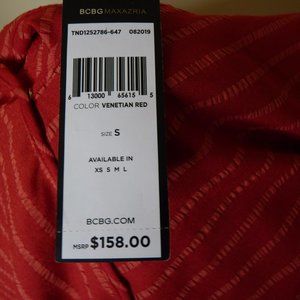 BCBGMAXAZRIA
TND1252786-647 082019
6 13000 65615 5
COLOR VENETIAN RED
SIZE S
AVAILABLE IN
XS S M L
BCBG.COM
MSRP $158.00